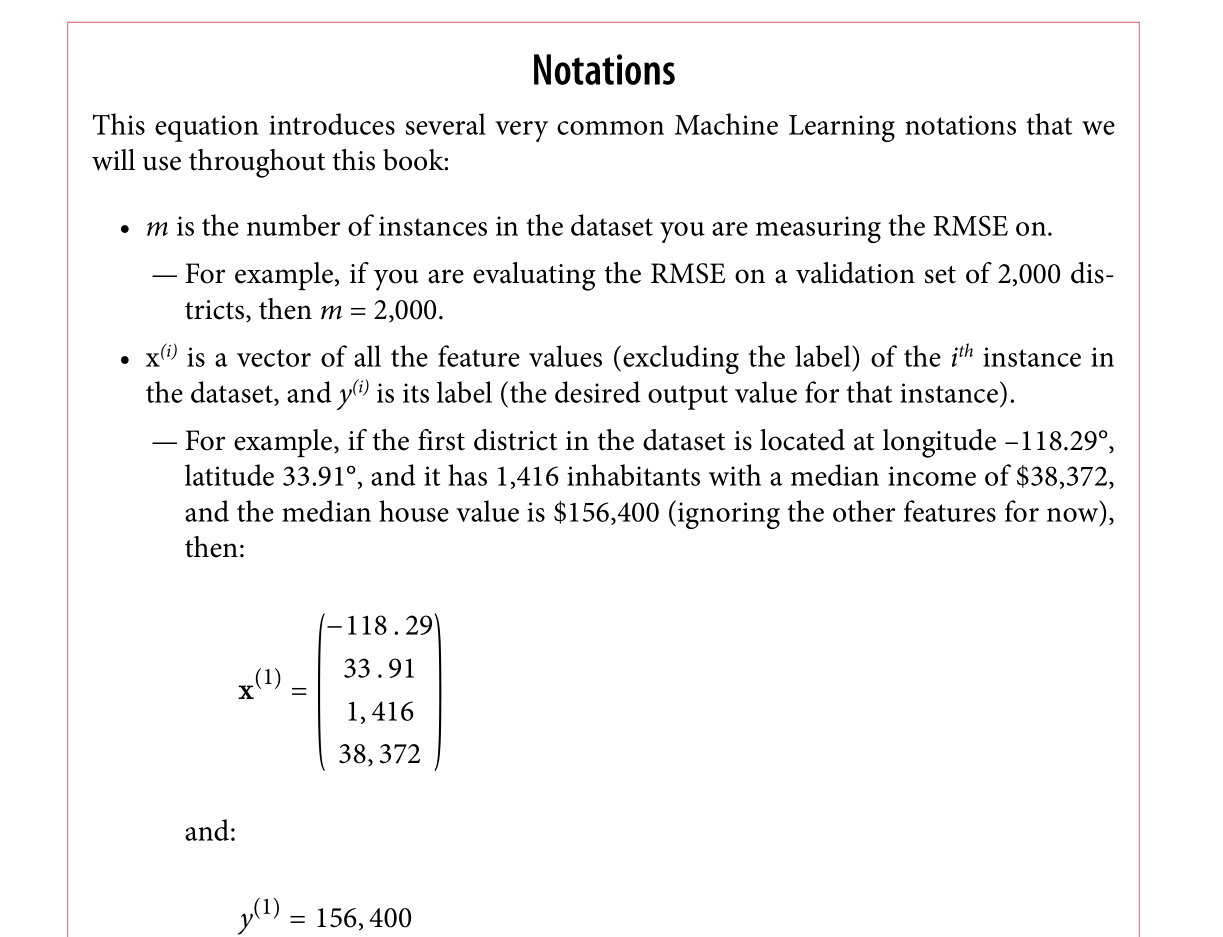 Notations
This equation introduces several very common Machine Learning notations that we
will use throughout this book:
• m is the number of instances in the dataset you are measuring the RMSE on.
— For example, if you are evaluating the RMSE on a validation set of 2,000 dis-
tricts, then m = 2,000.
• x⁽ⁱ⁾ is a vector of all the feature values (excluding the label) of the iᵗʰ instance in
the dataset, and y⁽ⁱ⁾ is its label (the desired output value for that instance).
— For example, if the first district in the dataset is located at longitude –118.29°,
latitude 33.91°, and it has 1,416 inhabitants with a median income of $38,372,
and the median house value is $156,400 (ignoring the other features for now),
then:
−118 . 29
33 . 91
x⁽¹⁾ =
1, 416
38, 372
and:
y⁽¹⁾ = 156, 400